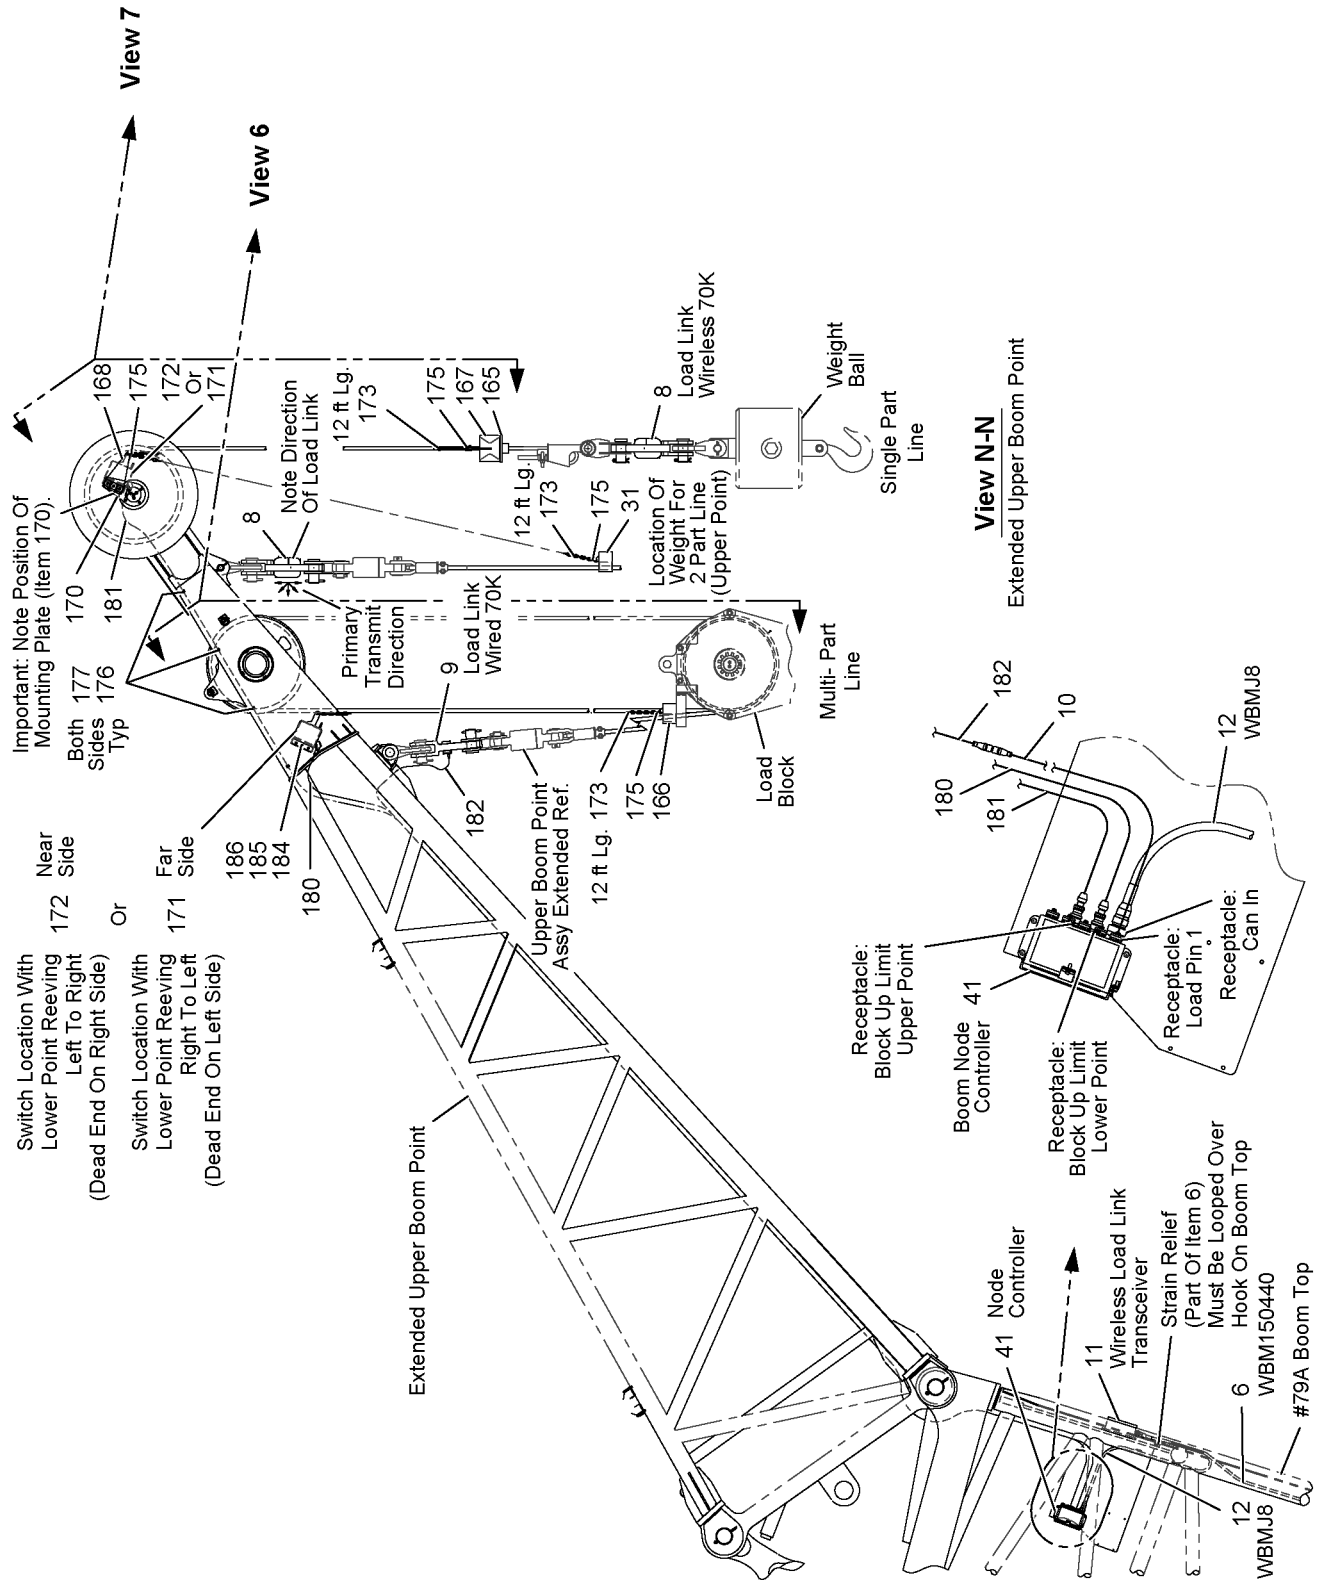 View 7
View 6
Important: Note Position Of
Mounting Plate (Item 170).
Both
Sides
Typ
177
176
170
181
168
175
172
Or
171
8
Note Direction
Of Load Link
Primary
Transmit
Direction
12 ft Lg.
173
175
167
165
8
Load Link
Wireless 70K
Weight
Ball
Single Part
Line
12 ft Lg.
173
175
31
Location Of
Weight For
2 Part Line
(Upper Point)
9
Load Link
Wired 70K
Multi- Part
Line
Load
Block
182
Upper Boom Point
Assy Extended Ref.
12 ft Lg. 173
175
166
Switch Location With
Lower Point Reeving
Left To Right
(Dead End On Right Side)
172
Near
Side
Or
Switch Location With
Lower Point Reeving
Right To Left
(Dead End On Left Side)
171
Far
Side
186
185
184
180
Extended Upper Boom Point
View N-N
Extended Upper Boom Point
182
10
180
181
12
WBMJ8
Receptacle:
Block Up Limit
Upper Point
Boom Node
Controller
41
Receptacle:
Block Up Limit
Lower Point
Receptacle:
Load Pin 1
Receptacle:
Can In
41
Node
Controller
11
Wireless Load Link
Transceiver
Strain Relief
(Part Of Item 6)
Must Be Looped Over
Hook On Boom Top
6
WBM150440
12
WBMJ8
#79A Boom Top